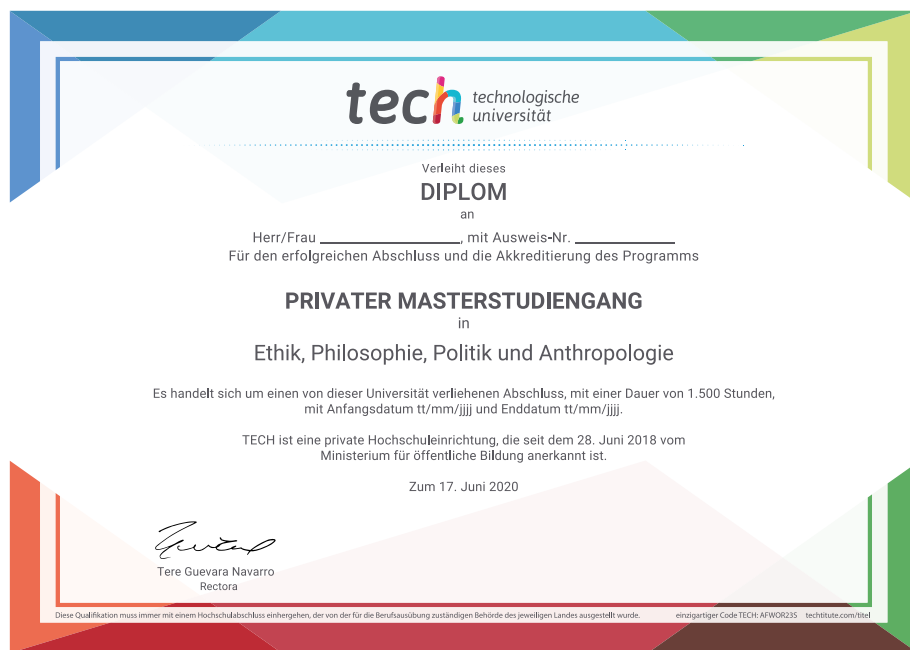 tech technologische
universität
Verleiht dieses
DIPLOM
an
Herr/Frau ____________________, mit Ausweis-Nr. ______________
Für den erfolgreichen Abschluss und die Akkreditierung des Programms
PRIVATER MASTERSTUDIENGANG
in
Ethik, Philosophie, Politik und Anthropologie
Es handelt sich um einen von dieser Universität verliehenen Abschluss, mit einer Dauer von 1.500 Stunden,
mit Anfangsdatum tt/mm/jjjj und Enddatum tt/mm/jjjj.
TECH ist eine private Hochschuleinrichtung, die seit dem 28. Juni 2018 vom
Ministerium für öffentliche Bildung anerkannt ist.
Zum 17. Juni 2020
Tere Guevara Navarro
Rectora
Diese Qualifikation muss immer mit einem Hochschulabschluss einhergehen, der von der für die Berufsausübung zuständigen Behörde des jeweiligen Landes ausgestellt wurde. einzigartiger Code TECH: AFWOR23S techtitute.com/titel